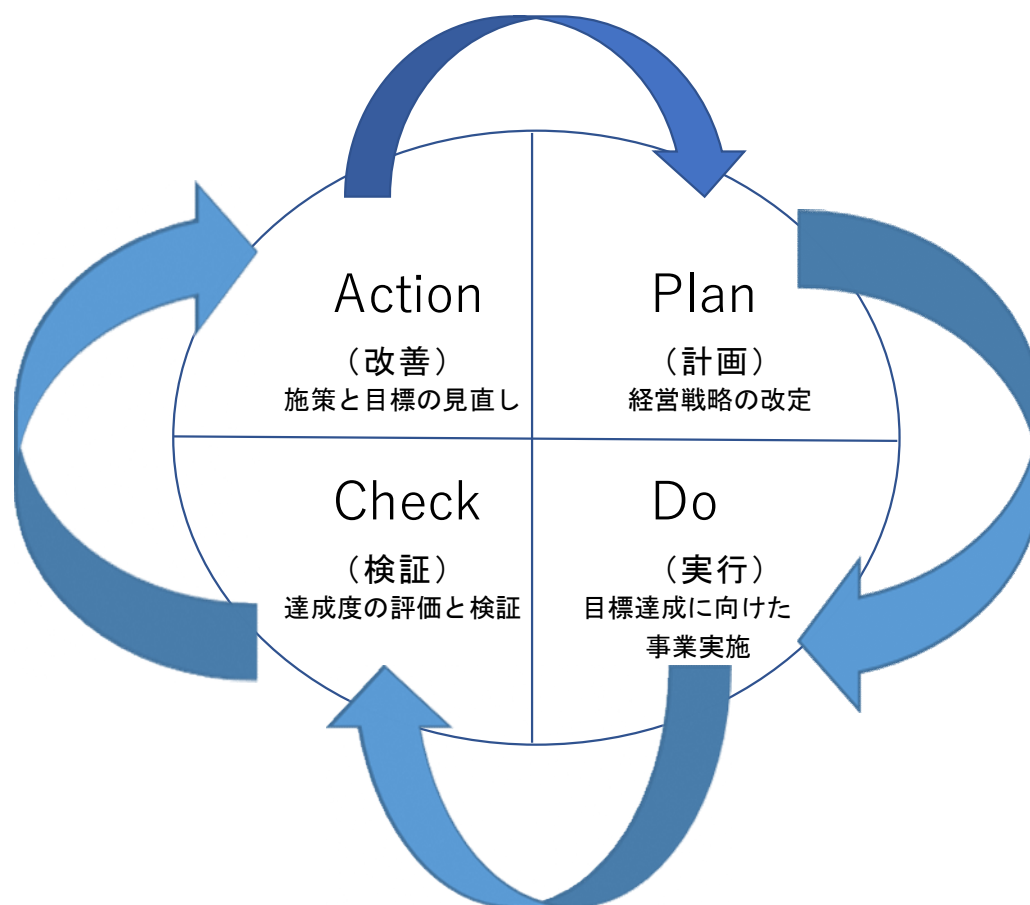 Action
（改善）
施策と目標の見直し
Plan
（計画）
経営戦略の改定
Check
（検証）
達成度の評価と検証
Do
（実行）
目標達成に向けた
事業実施